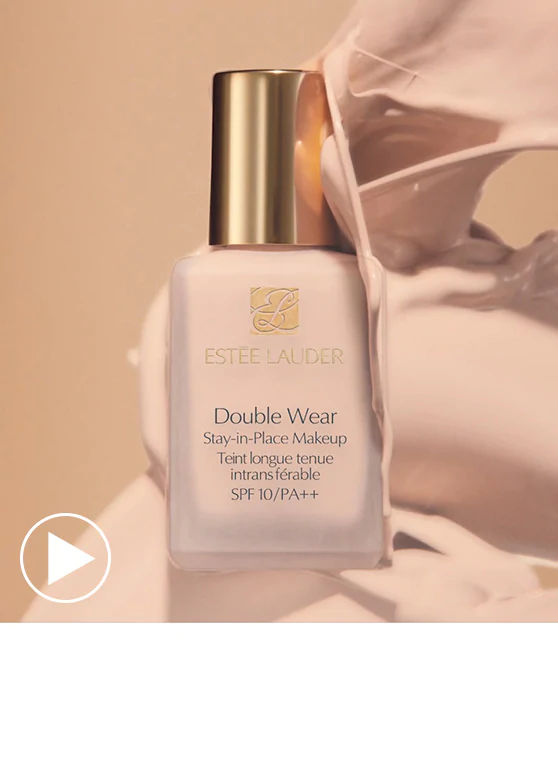 ESTĒE LAUDER
Double Wear
Stay-in-Place Makeup
Teint longue tenue
intransférable
SPF 10/PA++